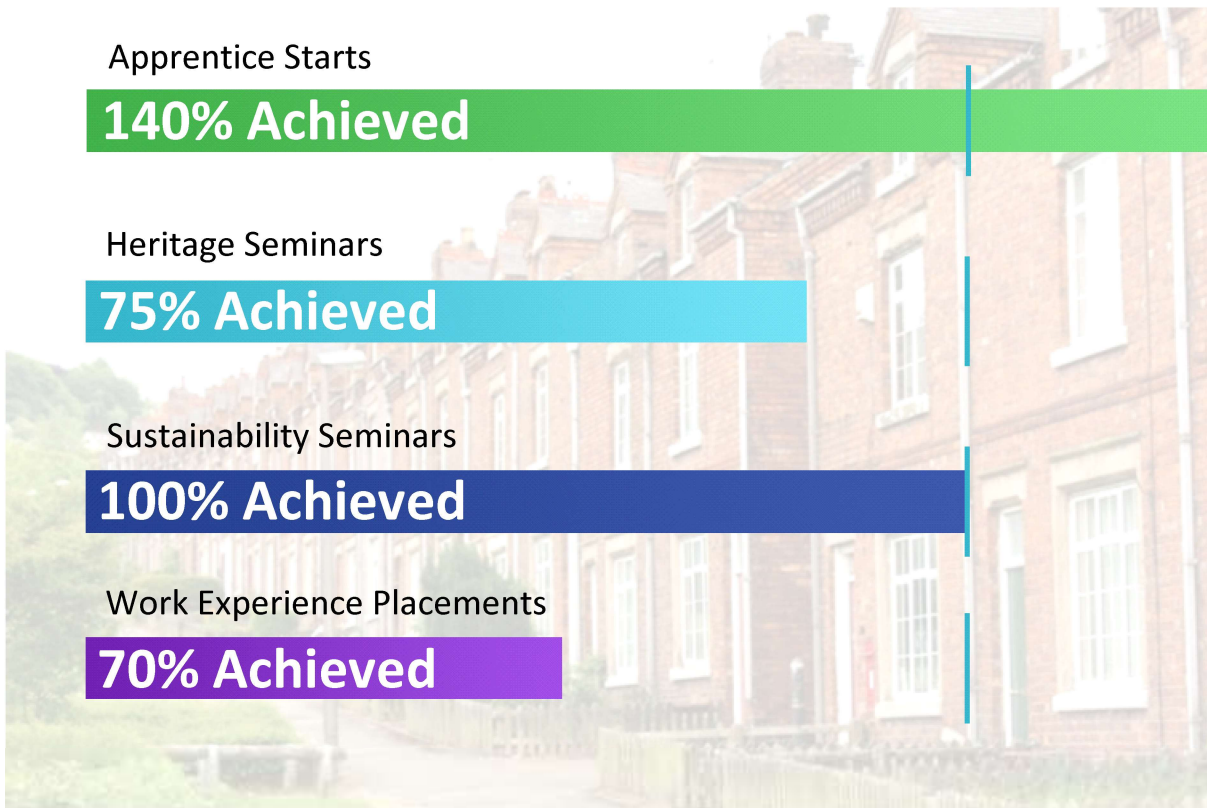 Apprentice Starts
140% Achieved
Heritage Seminars
75% Achieved
Sustainability Seminars
100% Achieved
Work Experience Placements
70% Achieved